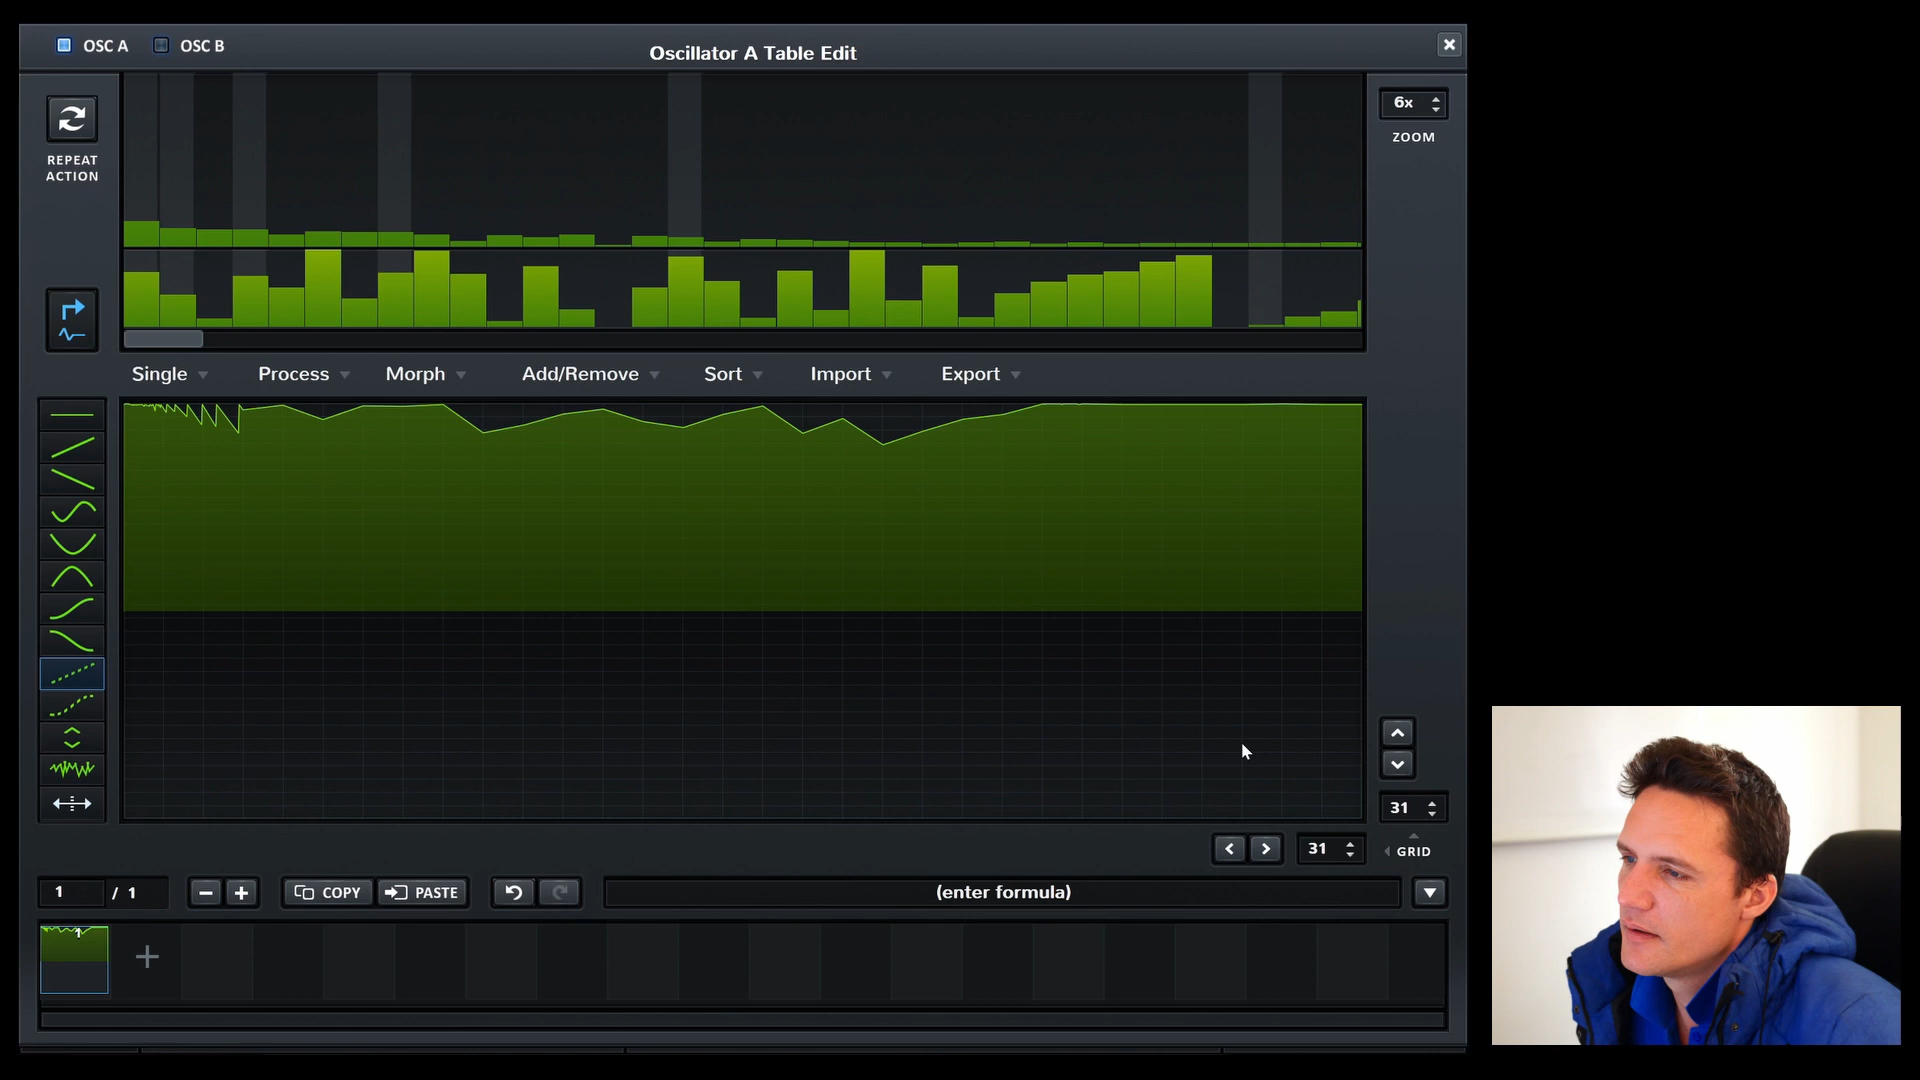 OSC A
OSC B
Oscillator A Table Edit
REPEAT
ACTION
6x
ZOOM
Single
Process
Morph
Add/Remove
Sort
Import
Export
31
31
GRID
1 / 1
COPY
PASTE
(enter formula)
1